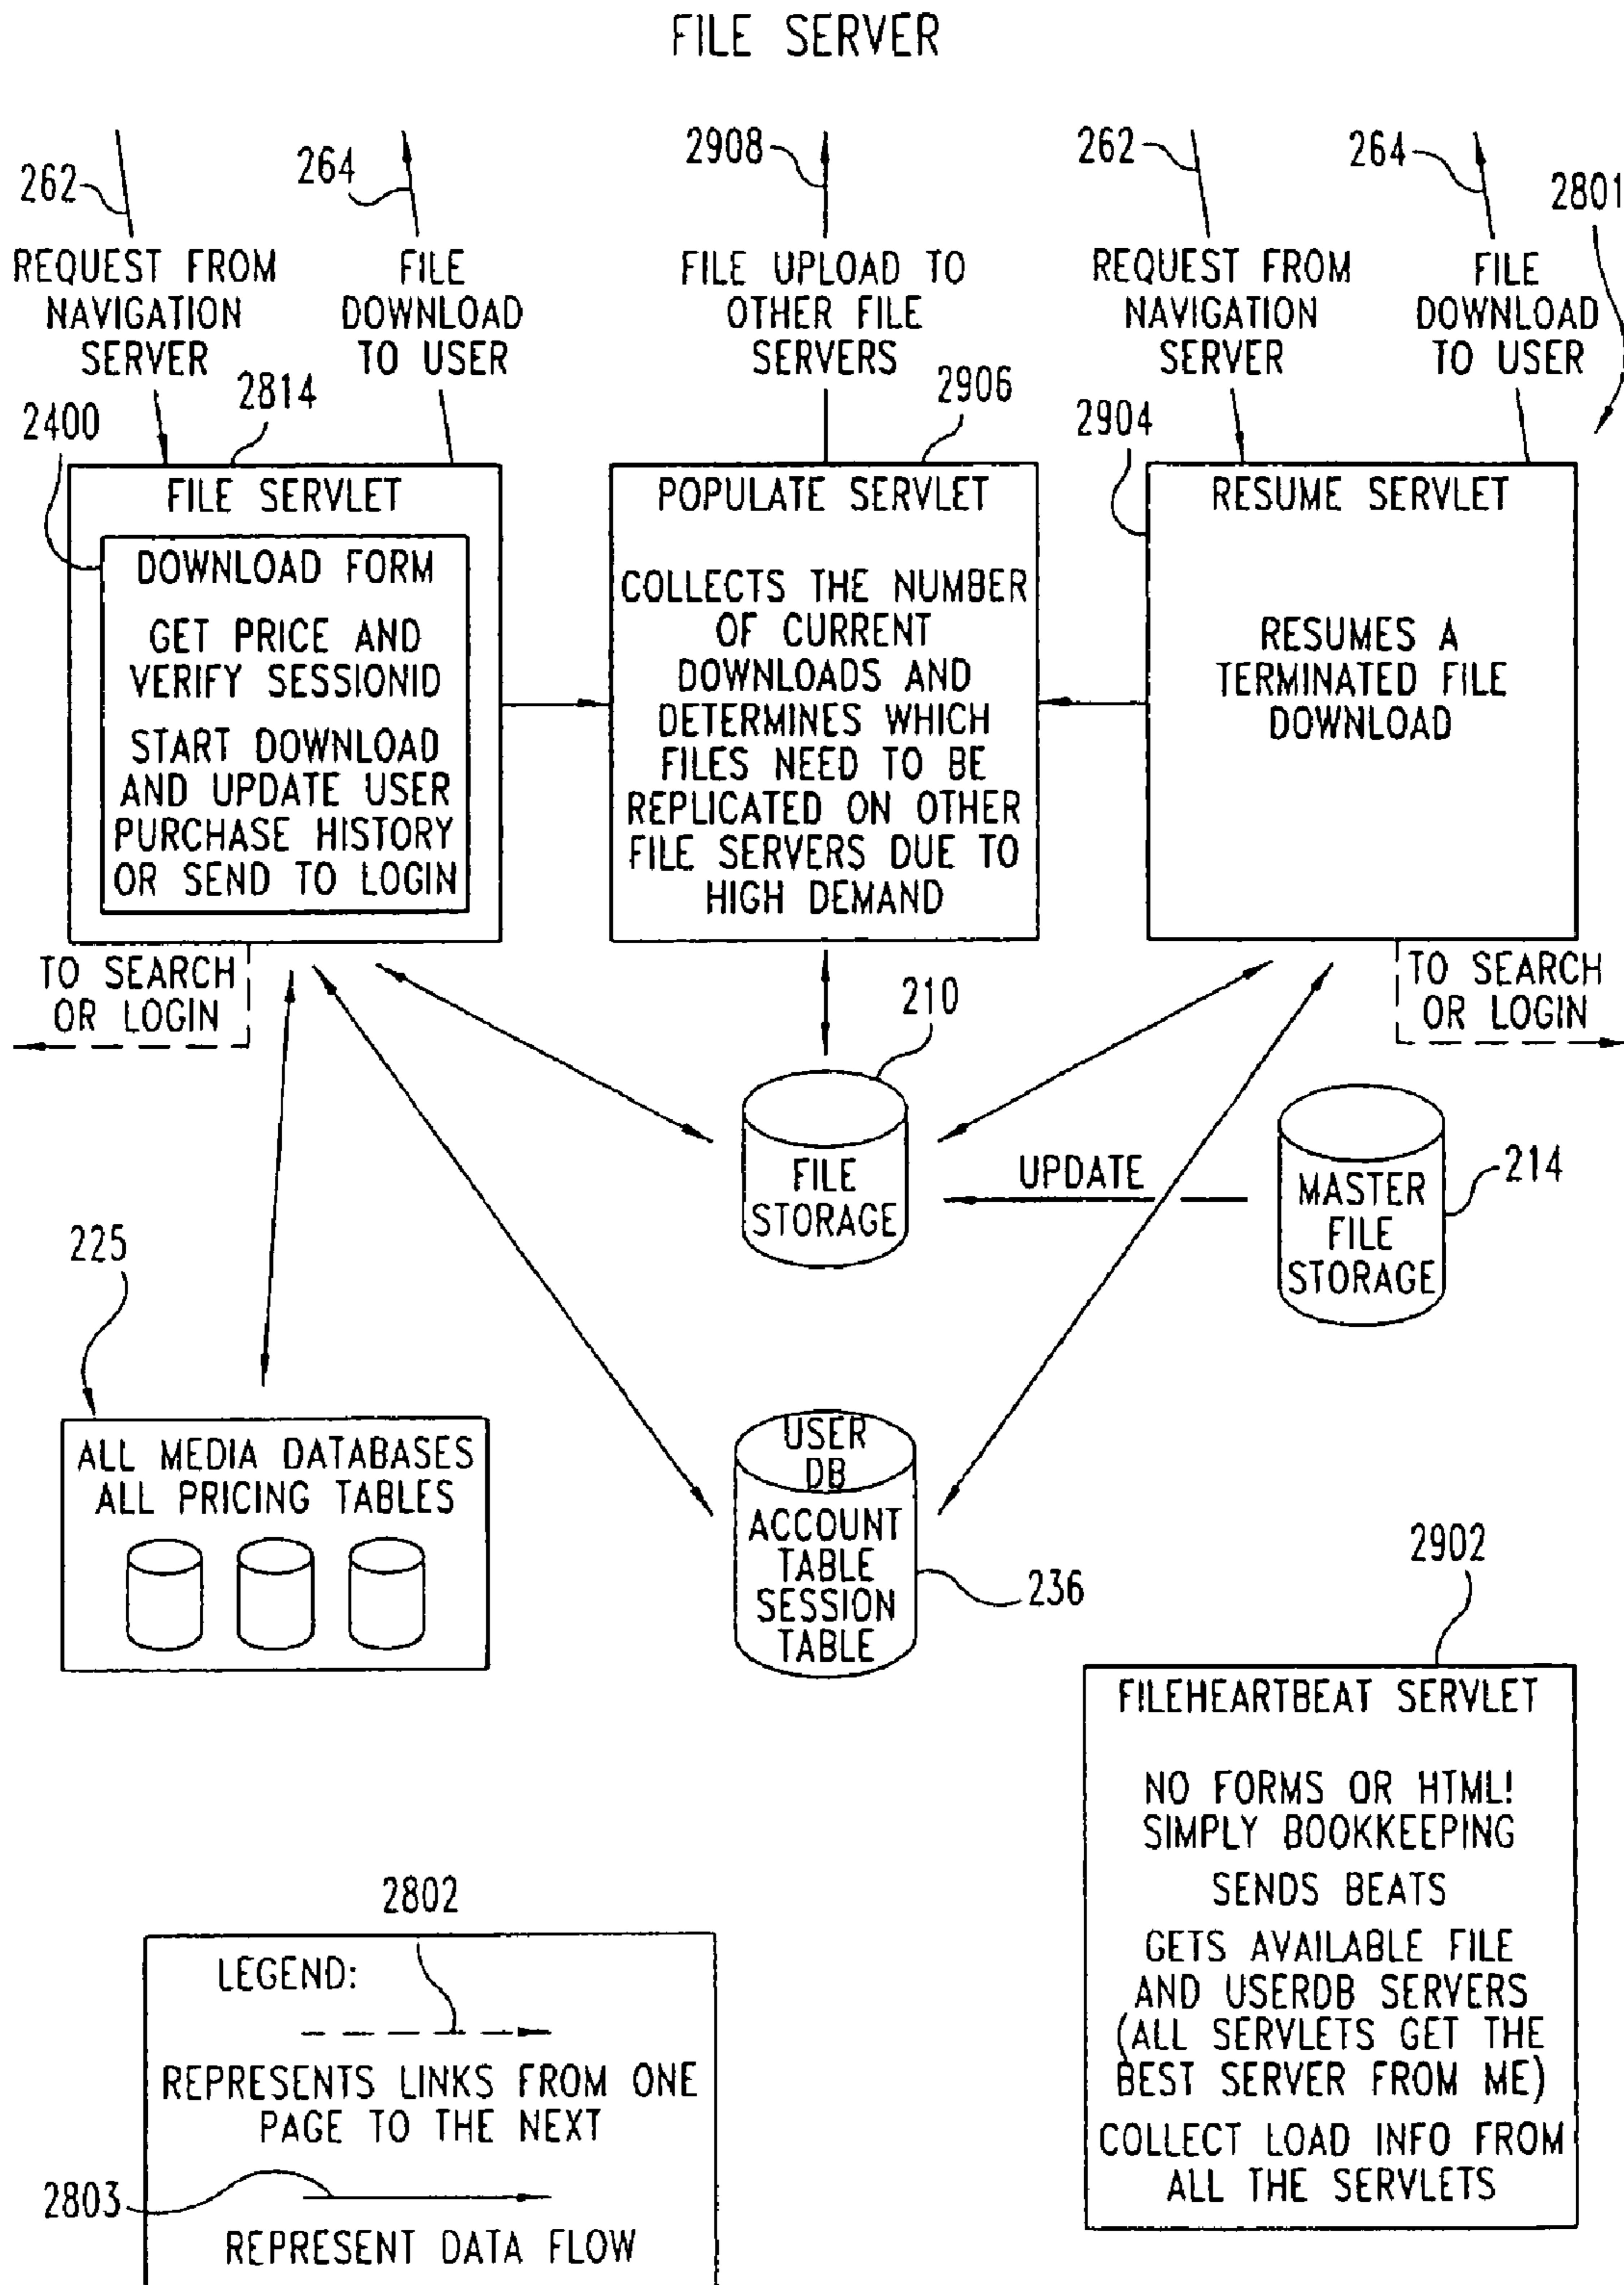 FILE SERVER
262
REQUEST FROM
NAVIGATION
SERVER
264
FILE
DOWNLOAD
TO USER
2908
FILE UPLOAD TO
OTHER FILE
SERVERS
262
REQUEST FROM
NAVIGATION
SERVER
264
FILE
DOWNLOAD
TO USER
2801
2400
2814
FILE SERVLET
DOWNLOAD FORM
GET PRICE AND
VERIFY SESSIONID
START DOWNLOAD
AND UPDATE USER
PURCHASE HISTORY
OR SEND TO LOGIN
2906
POPULATE SERVLET
COLLECTS THE NUMBER
OF CURRENT
DOWNLOADS AND
DETERMINES WHICH
FILES NEED TO BE
REPLICATED ON OTHER
FILE SERVERS DUE TO
HIGH DEMAND
2904
RESUME SERVLET
RESUMES A
TERMINATED FILE
DOWNLOAD
TO SEARCH
OR LOGIN
210
FILE
STORAGE
TO SEARCH
OR LOGIN
UPDATE
MASTER
FILE
STORAGE
214
225
ALL MEDIA DATABASES
ALL PRICING TABLES
USER
DB
ACCOUNT
TABLE
SESSION
TABLE
236
2902
FILEHEARTBEAT SERVLET
NO FORMS OR HTML!
SIMPLY BOOKKEEPING
SENDS BEATS
GETS AVAILABLE FILE
AND USERDB SERVERS
(ALL SERVLETS GET THE
BEST SERVER FROM ME)
COLLECT LOAD INFO FROM
ALL THE SERVLETS
2802
LEGEND:
REPRESENTS LINKS FROM ONE
PAGE TO THE NEXT
2803
REPRESENT DATA FLOW